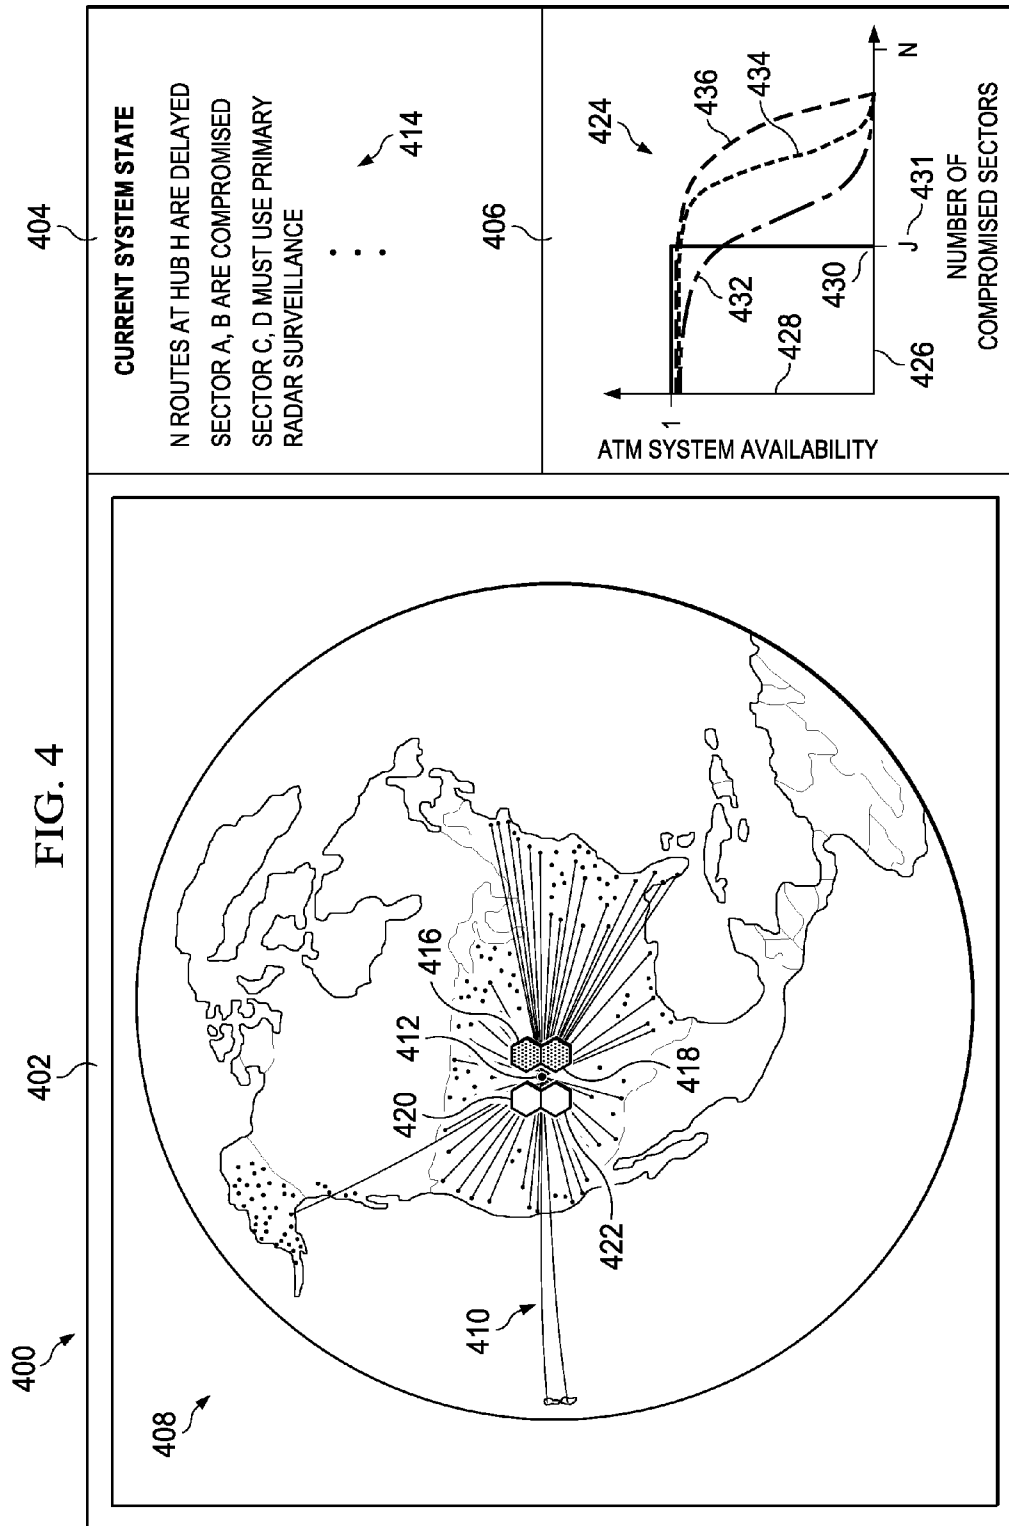 FIG. 4
400
402
408
410
412
416
420
418
422
404
CURRENT SYSTEM STATE
N ROUTES AT HUB H ARE DELAYED
SECTOR A, B ARE COMPROMISED
SECTOR C, D MUST USE PRIMARY
RADAR SURVEILLANCE
414
406
424
436
434
1
432
428
430
426
J
431
N
ATM SYSTEM AVAILABILITY
NUMBER OF
COMPROMISED SECTORS